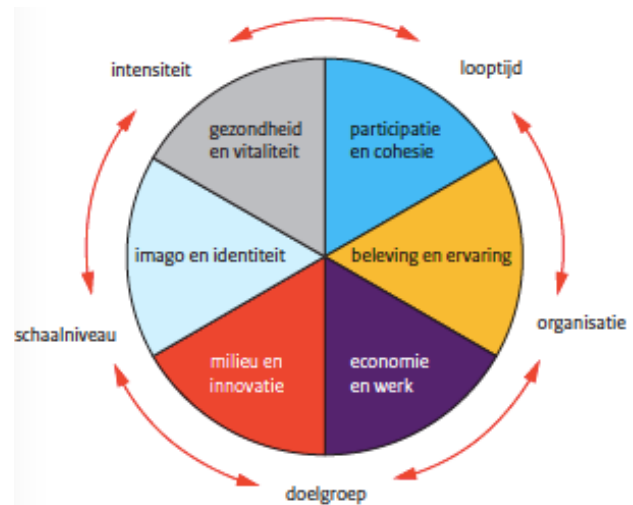 intensiteit
looptijd
gezondheid
en vitaliteit
participatie
en cohesie
imago en identiteit
beleving en ervaring
schaalniveau
organisatie
milieu en
innovatie
economie
en werk
doelgroep